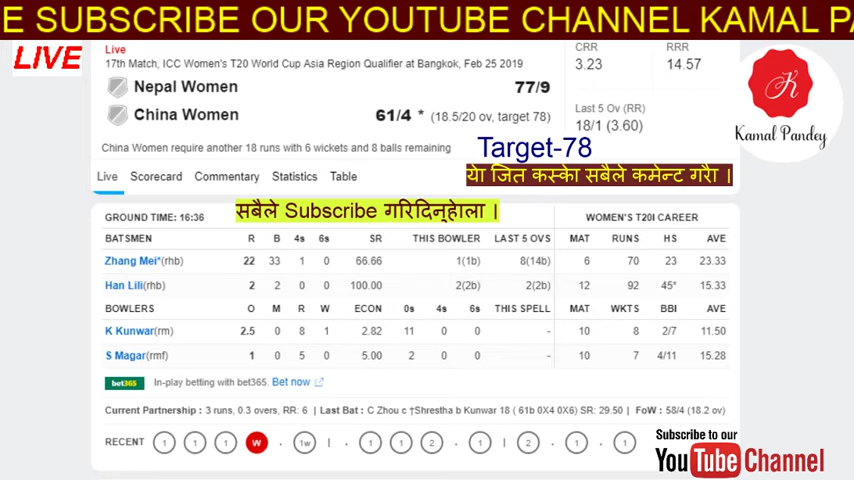 E SUBSCRIBE OUR YOUTUBE CHANNEL KAMAL PA
LIVE
Live
17th Match, ICC Women's T20 World Cup Asia Region Qualifier at Bangkok, Feb 25 2019
Nepal Women 77/9
China Women 61/4 * (18.5/20 ov, target 78)
China Women require another 18 runs with 6 wickets and 8 balls remaining
CRR RRR
3.23 14.57
Last 5 Ov (RR)
18/1 (3.60)
K
Kamal Pandey
Target-78
यो जित कस्को सबैले कमेन्ट गरौ ।
Live Scorecard Commentary Statistics Table
सबैले Subscribe गरिदिनुहोला ।
GROUND TIME: 16:36 WOMEN'S T20I CAREER
BATSMEN R B 4s 6s SR THIS BOWLER LAST 5 OVS MAT RUNS HS AVE
Zhang Mei*(rhb) 22 33 1 0 66.66 1(1b) 8(14b) 6 70 23 23.33
Han Lili(rhb) 2 2 0 0 100.00 2(2b) 2(2b) 12 92 45* 15.33
BOWLERS O M R W ECON 0s 4s 6s THIS SPELL MAT WKTS BBI AVE
K Kunwar(rm) 2.5 0 8 1 2.82 11 0 0 - 10 8 2/7 11.50
S Magar(rmf) 1 0 5 0 5.00 2 0 0 - 10 7 4/11 15.28
bet365 In-play betting with bet365. Bet now
Current Partnership : 3 runs, 0.3 overs, RR: 6 | Last Bat : C Zhou c †Shrestha b Kunwar 18 ( 61b 0X4 0X6) SR: 29.50 | FoW : 58/4 (18.2 ov)
RECENT 1 1 1 W . 1w | . 1 1 2 . 1 | 2 . 1 . 1
Subscribe to our
YouTube Channel